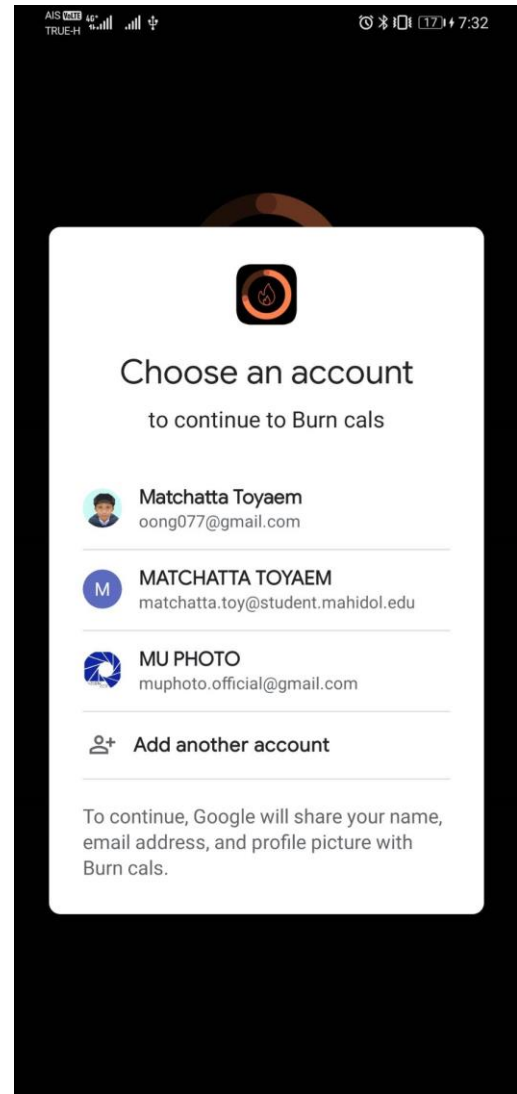 AIS VoLTE 4G+
TRUE-H
17 7:32
Choose an account
to continue to Burn cals
Matchatta Toyaem
oong077@gmail.com
M
MATCHATTA TOYAEM
matchatta.toy@student.mahidol.edu
MU PHOTO
muphoto.official@gmail.com
Add another account
To continue, Google will share your name,
email address, and profile picture with
Burn cals.